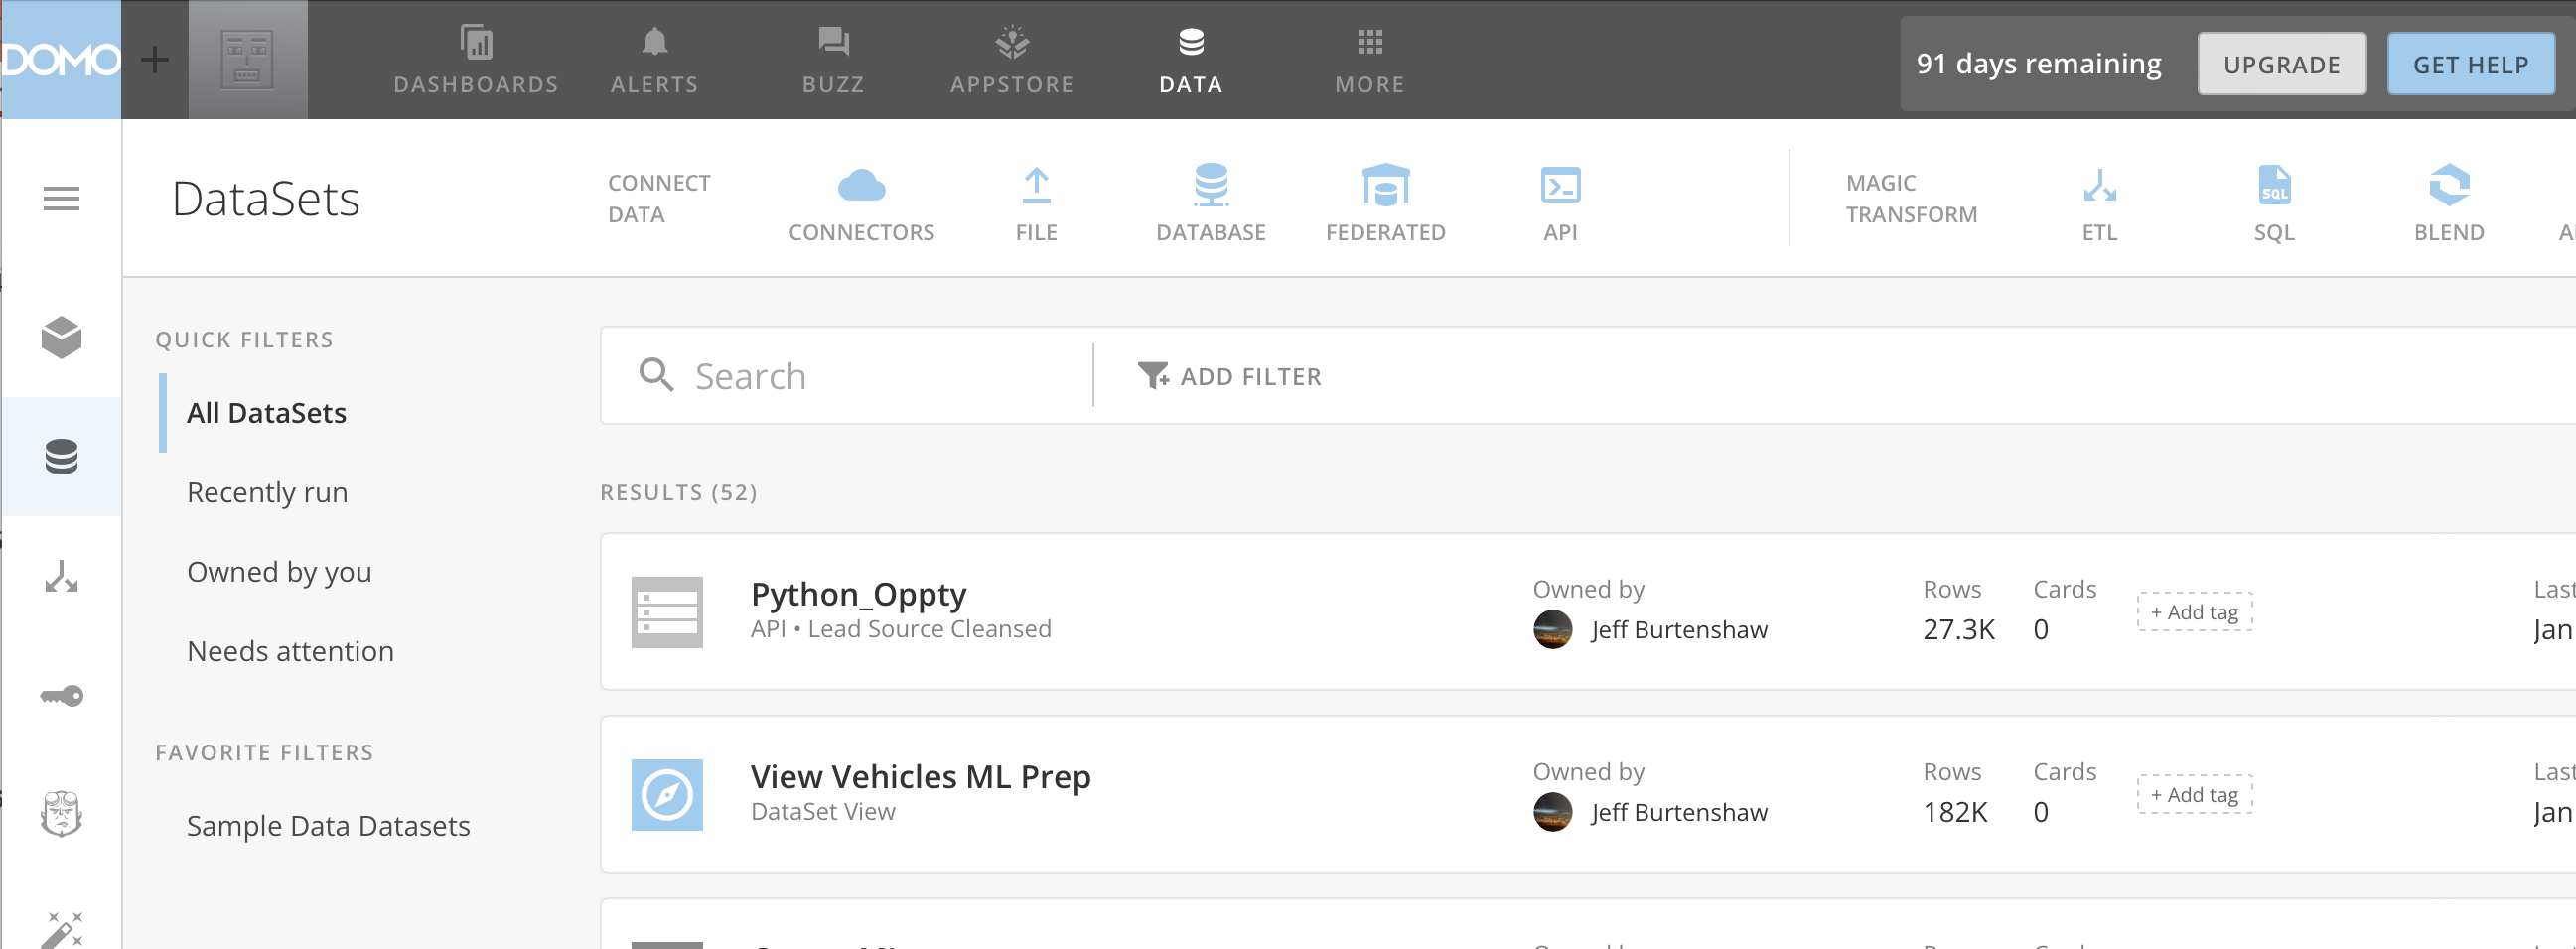 DOMO
DASHBOARDS
ALERTS
BUZZ
APPSTORE
DATA
MORE
91 days remaining
UPGRADE
GET HELP
DataSets
CONNECT
DATA
CONNECTORS
FILE
DATABASE
FEDERATED
API
MAGIC
TRANSFORM
ETL
SQL
SQL
BLEND
QUICK FILTERS
All DataSets
Recently run
Owned by you
Needs attention
FAVORITE FILTERS
Sample Data Datasets
Search
ADD FILTER
RESULTS (52)
Python_Oppty
API • Lead Source Cleansed
Owned by
Jeff Burtenshaw
Rows
27.3K
Cards
0
+ Add tag
Last
Jan
View Vehicles ML Prep
DataSet View
Owned by
Jeff Burtenshaw
Rows
182K
Cards
0
+ Add tag
Last
Jan